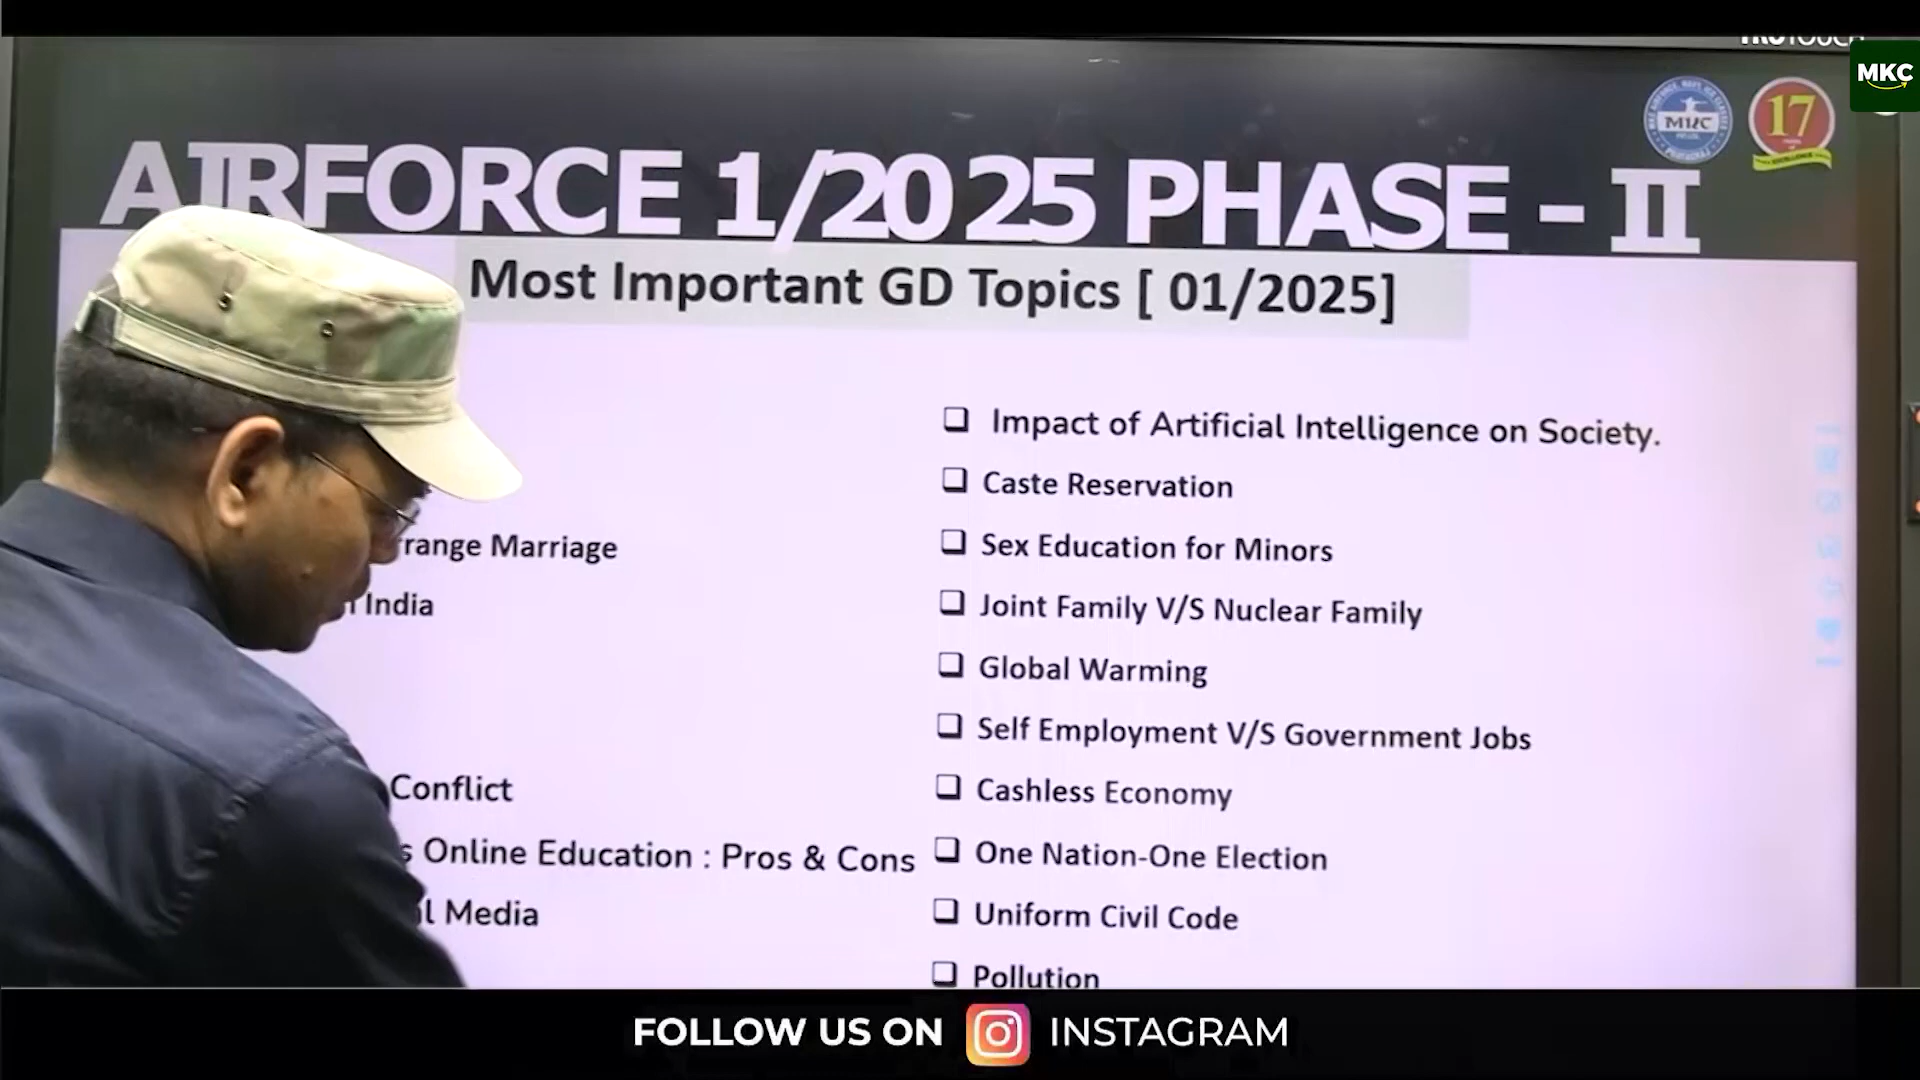 MKC
MKC
17
AIRFORCE 1/2025 PHASE - II
Most Important GD Topics [ 01/2025]
Marriage
India
Conflict
Online Education : Pros & Cons
Media
❑ Impact of Artificial Intelligence on Society.
❑ Caste Reservation
❑ Sex Education for Minors
❑ Joint Family V/S Nuclear Family
❑ Global Warming
❑ Self Employment V/S Government Jobs
❑ Cashless Economy
❑ One Nation-One Election
❑ Uniform Civil Code
❑ Pollution
FOLLOW US ON INSTAGRAM